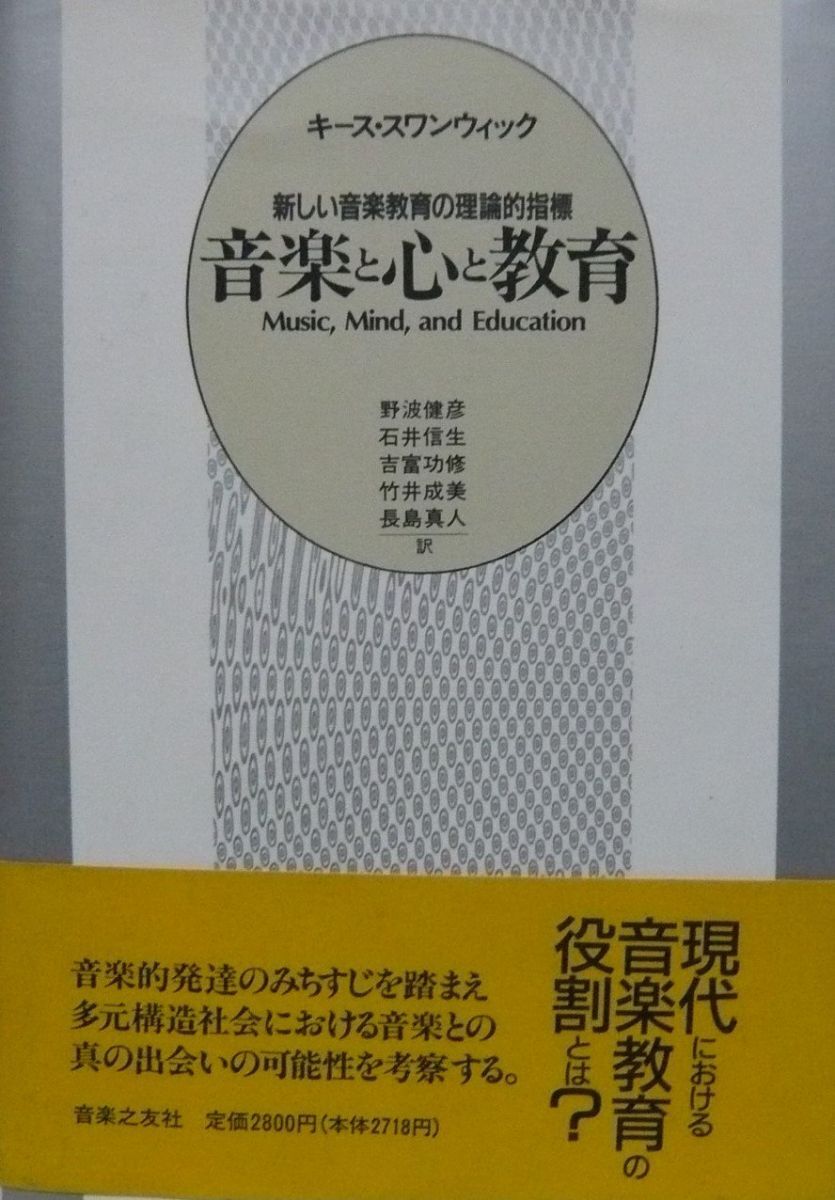 キース・スワンウィック
新しい音楽教育の理論的指標
音楽と心と教育
Music, Mind, and Education
野波健彦
石井信生
吉富功修
竹井成美
長島真人
訳
現代における
音楽教育の
役割とは?
音楽的発達のみちすじを踏まえ
多元構造社会における音楽との
真の出会いの可能性を考察する。
音楽之友社 定価2800円(本体2718円)